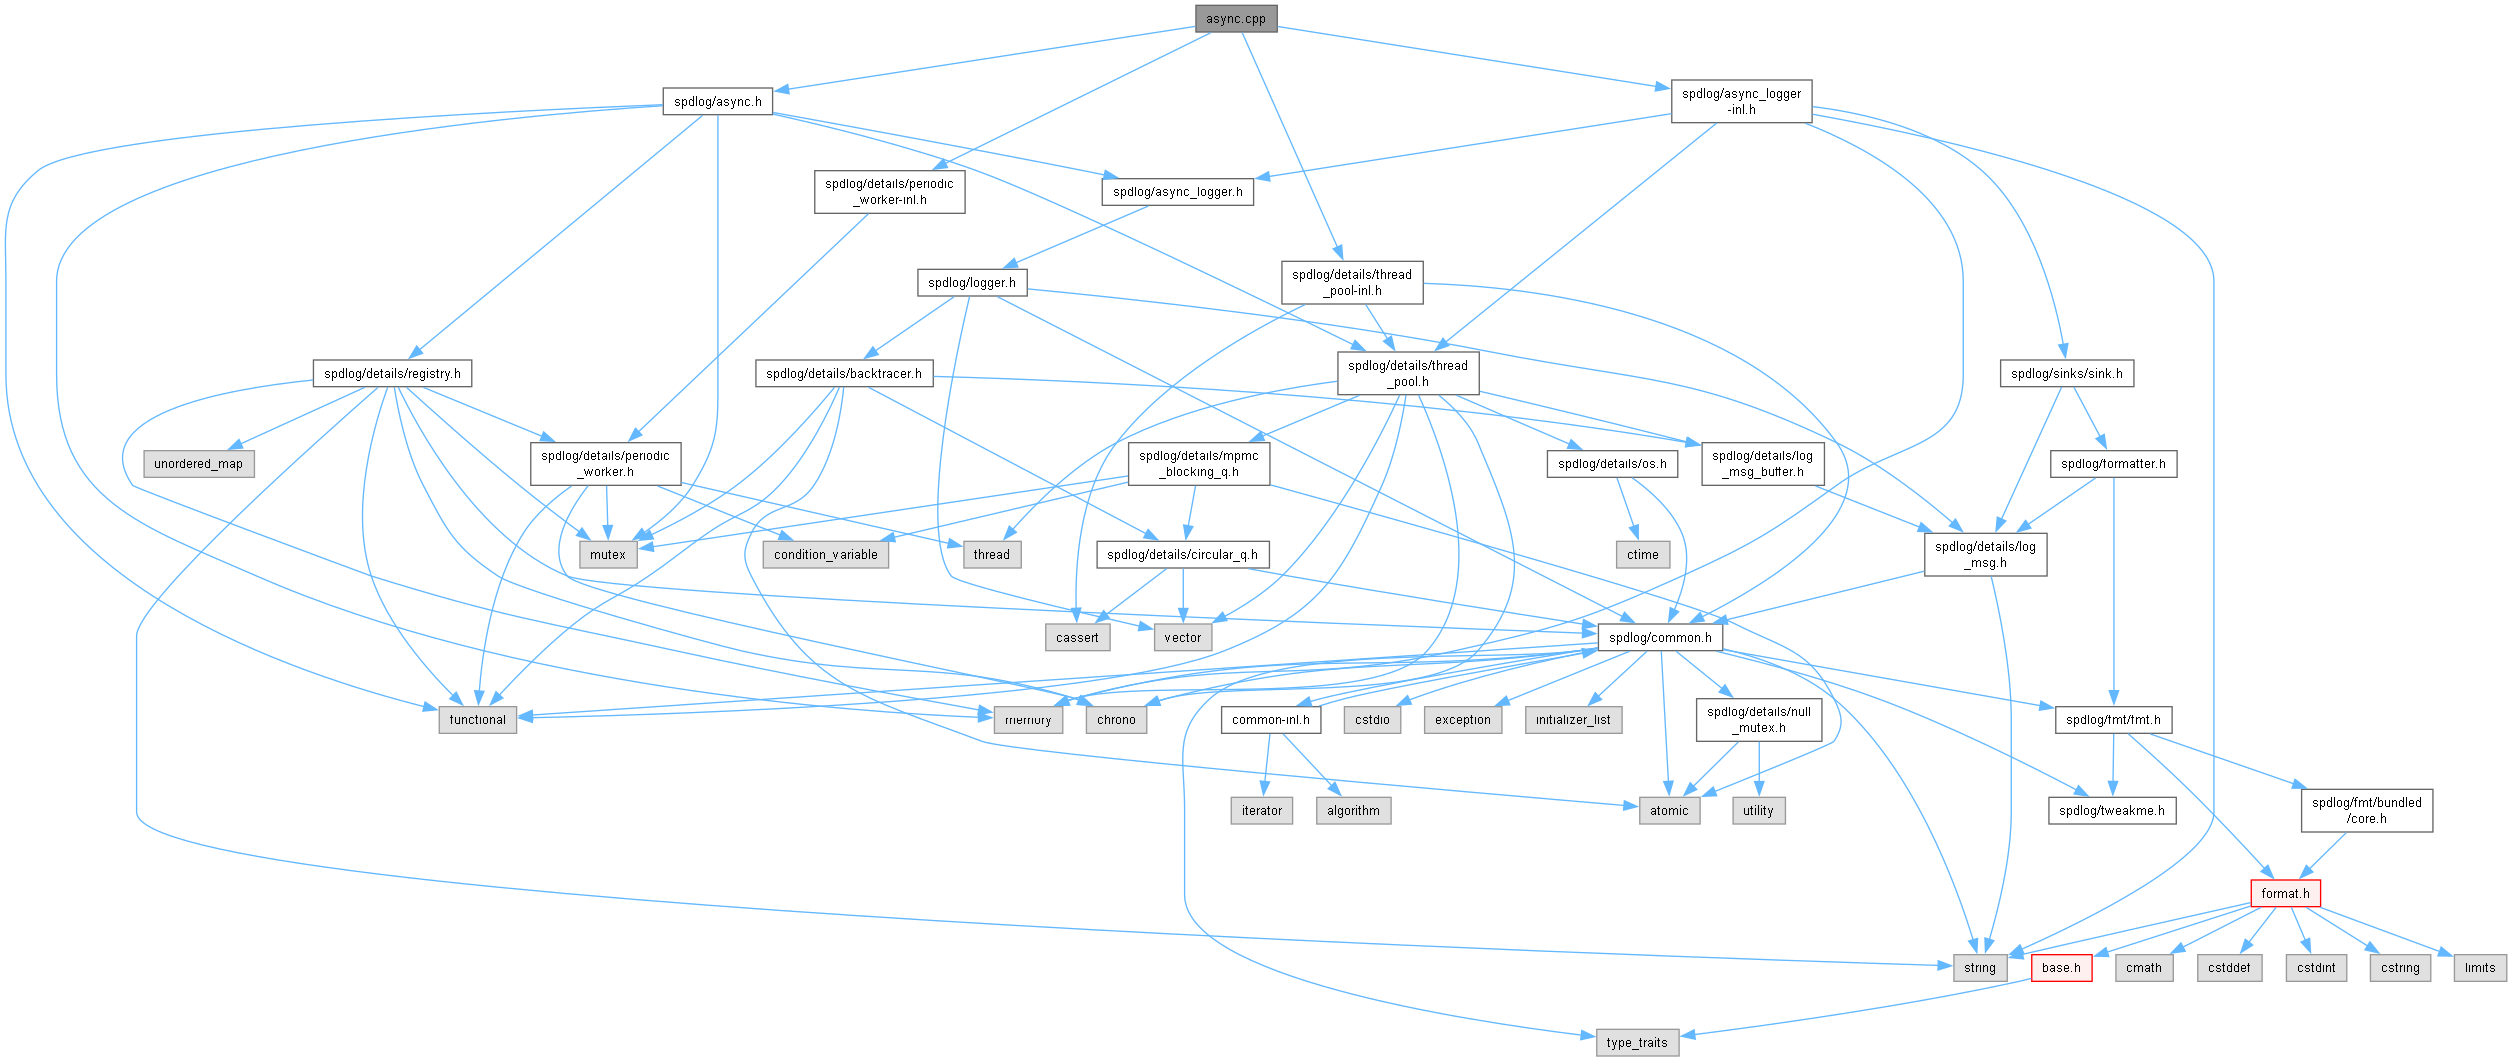 async.cpp
spdlog/async.h
spdlog/async_logger
-inl.h
spdlog/details/periodic
_worker-inl.h
spdlog/async_logger.h
spdlog/logger.h
spdlog/details/thread
_pool-inl.h
spdlog/details/registry.h
spdlog/details/backtracer.h
spdlog/details/thread
_pool.h
spdlog/sinks/sink.h
unordered_map
spdlog/details/periodic
_worker.h
spdlog/details/mpmc
_blocking_q.h
spdlog/details/os.h
spdlog/details/log
_msg_buffer.h
spdlog/formatter.h
mutex
condition_variable
thread
spdlog/details/circular_q.h
ctime
spdlog/details/log
_msg.h
cassert
vector
spdlog/common.h
functional
memory
chrono
common-inl.h
cstdio
exception
initializer_list
spdlog/details/null
_mutex.h
spdlog/fmt/fmt.h
iterator
algorithm
atomic
utility
spdlog/tweakme.h
spdlog/fmt/bundled
/core.h
format.h
string
base.h
cmath
cstddef
cstdint
cstring
limits
type_traits